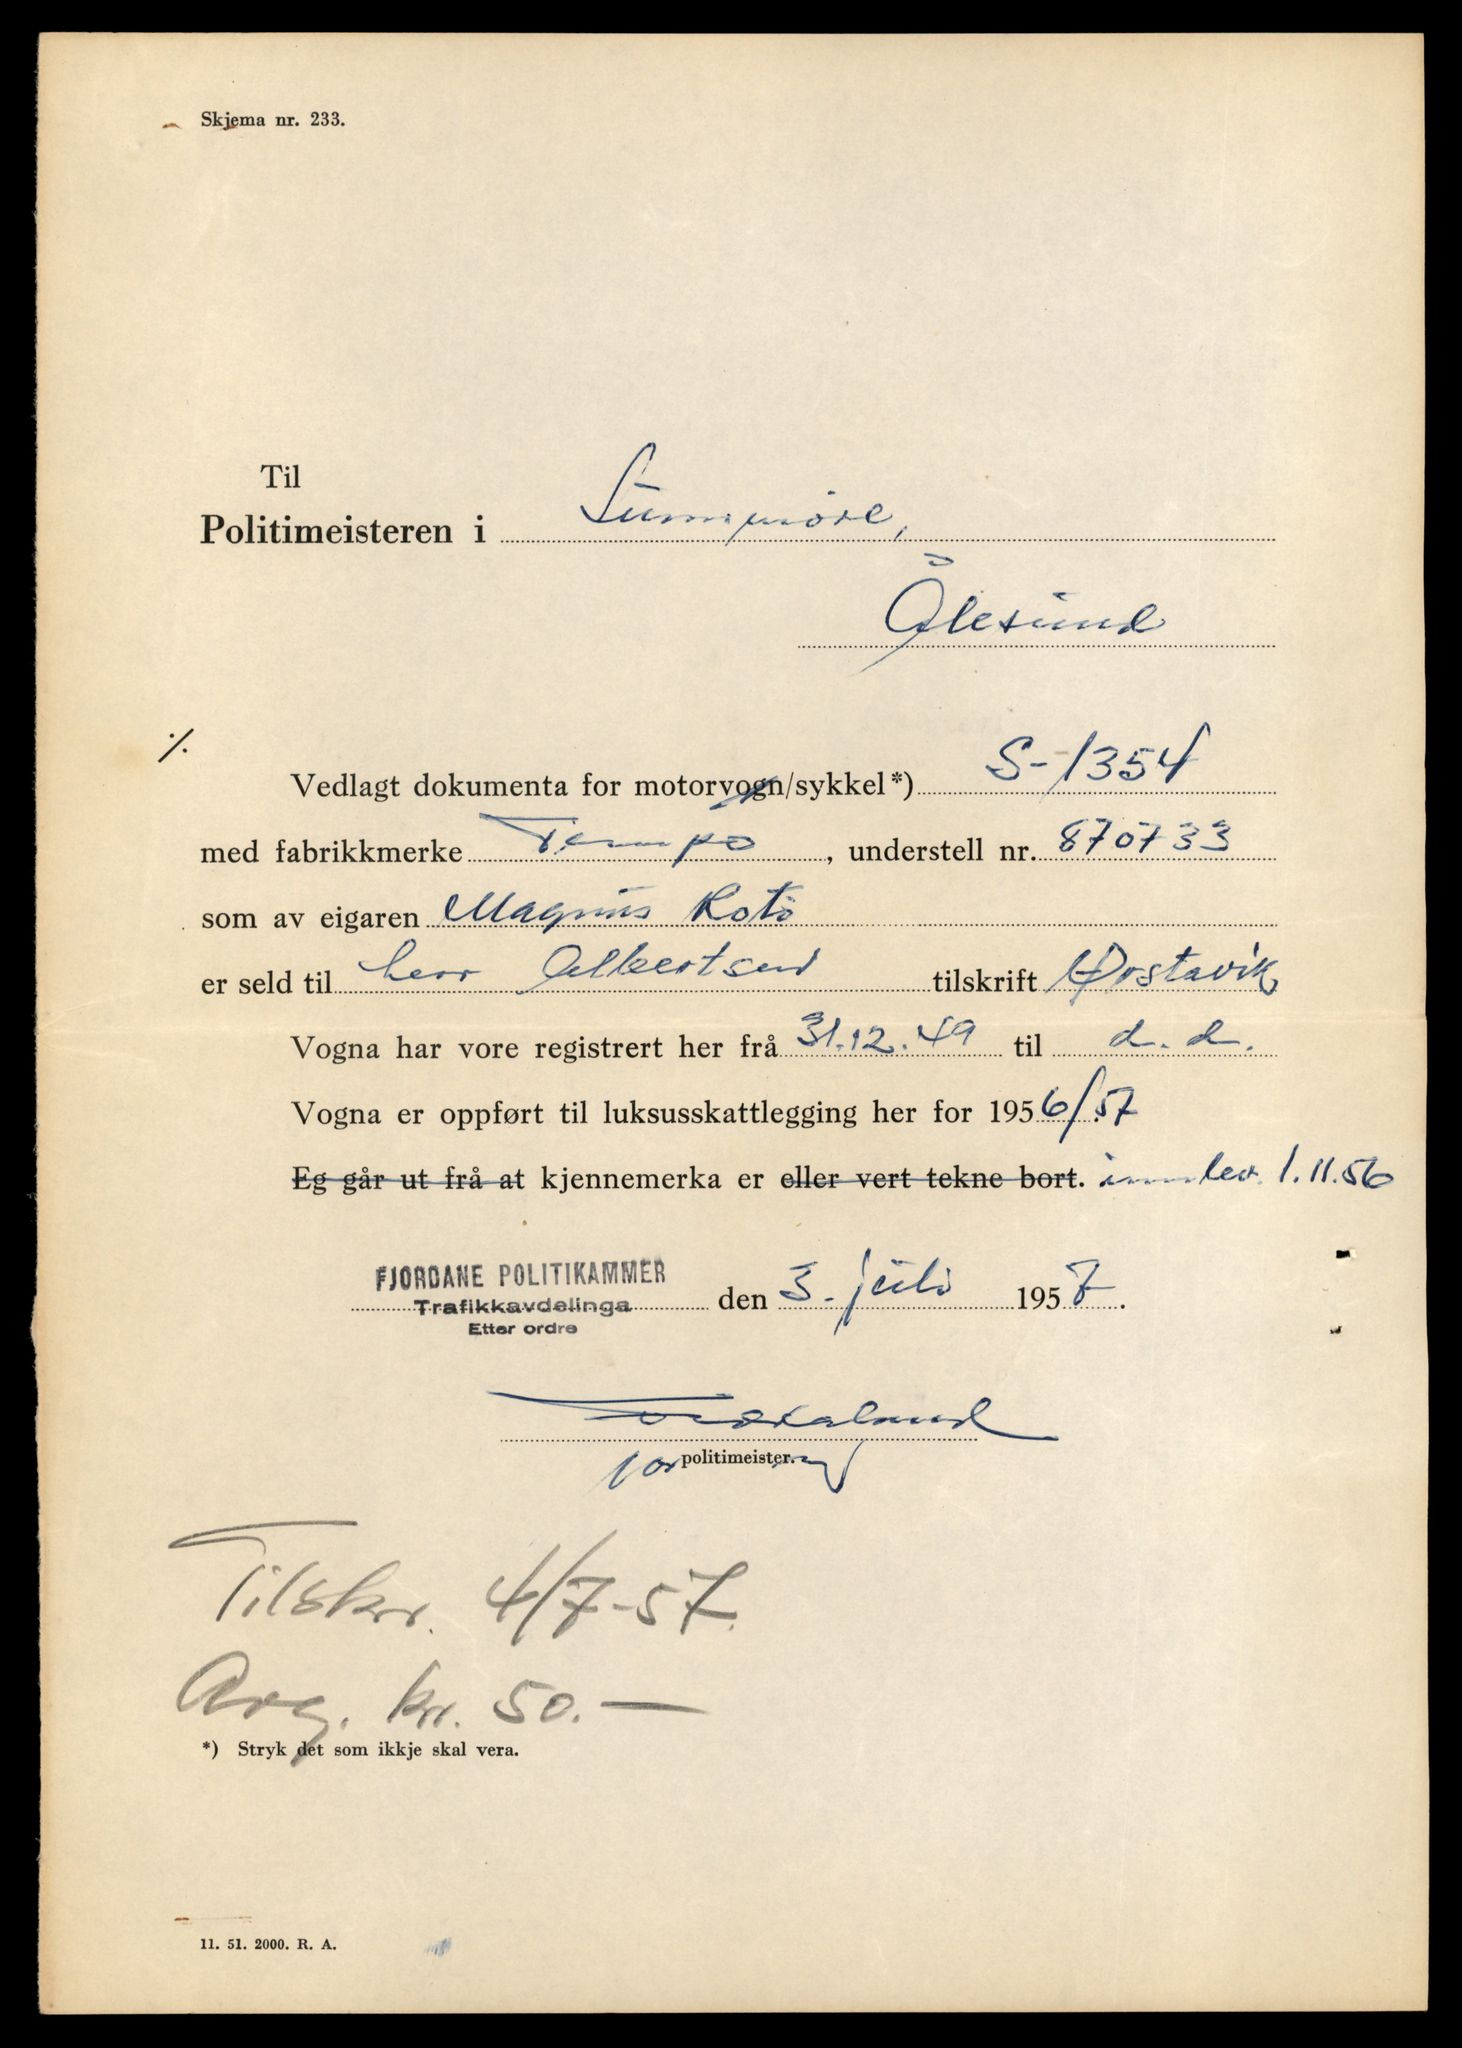 Skjema nr. 233.
Til
Politimeisteren i Sunnmöre,
Ålesund
./.
Vedlagt dokumenta for motorvogn/sykkel*) S-1354
med fabrikkmerke Tempo, understell nr. 870733
som av eigaren Magnus Rotö
er seld til herr Albertsen tilskrift Ørstavik
Vogna har vore registrert her frå 31.12.49 til d.d.
Vogna er oppført til luksusskattlegging her for 1956/57
Eg går ut frå at kjennemerka er eller vert tekne bort. innlev. 1.11.56
FJORDANE POLITIKAMMER
Trafikkavdelinga den 3. juli 1957.
Etter ordre
politimeister.
Tilskr. 4/7-57.
Avg. kr. 50.—
*) Stryk det som ikkje skal vera.
11. 51. 2000. R. A.